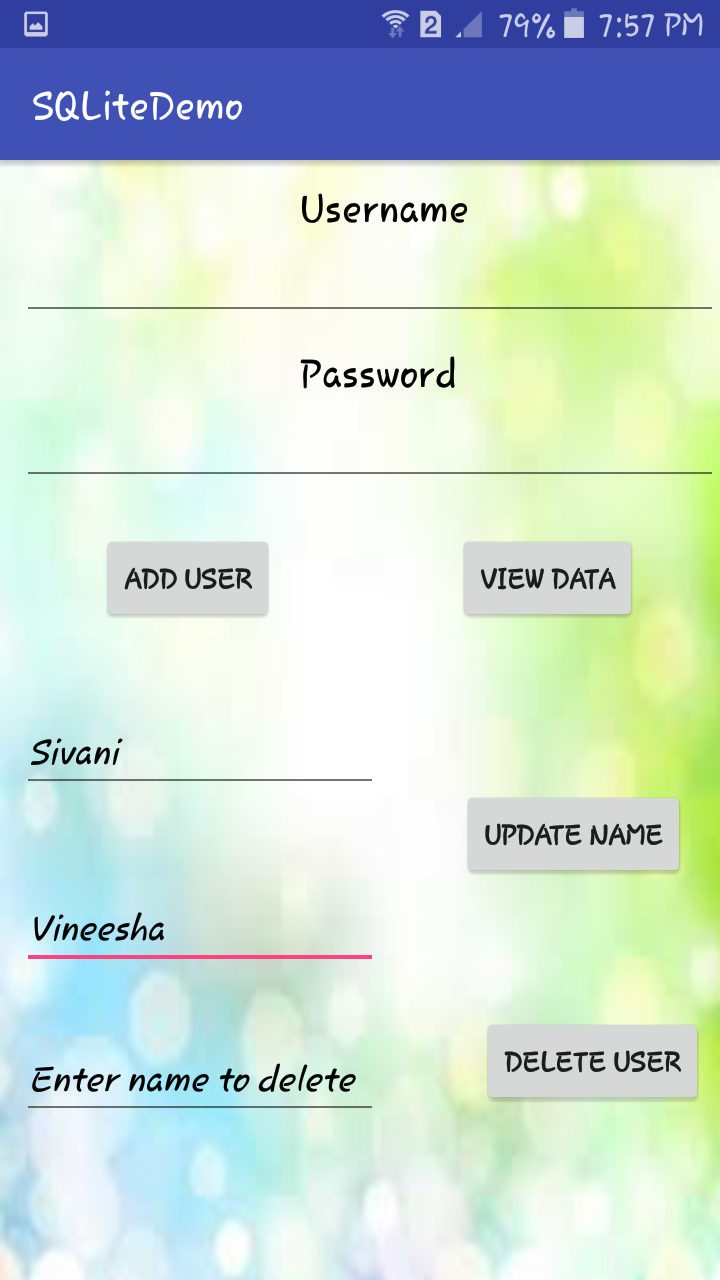 2 79% 7:57 PM
SQLiteDemo
Username
Password
ADD USER VIEW DATA
Sivani
UPDATE NAME
Vineesha
DELETE USER
Enter name to delete